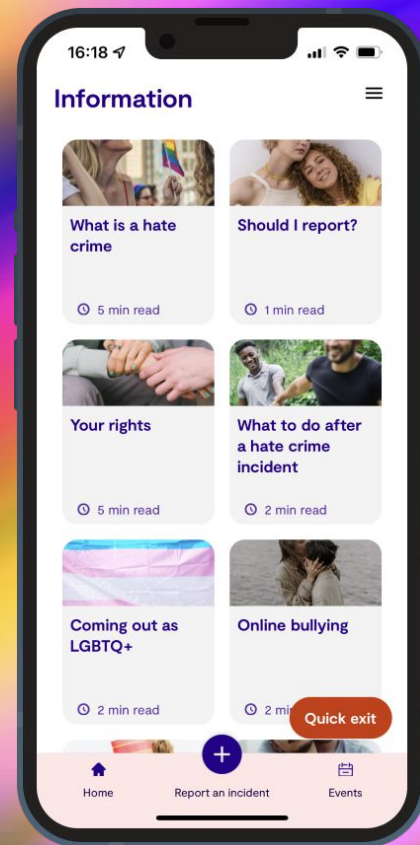 16:18
Information
What is a hate
crime
5 min read
Should I report?
1 min read
Your rights
5 min read
What to do after
a hate crime
incident
2 min read
Coming out as
LGBTQ+
2 min read
Online bullying
2 mi
Quick exit
Home
Report an incident
Events